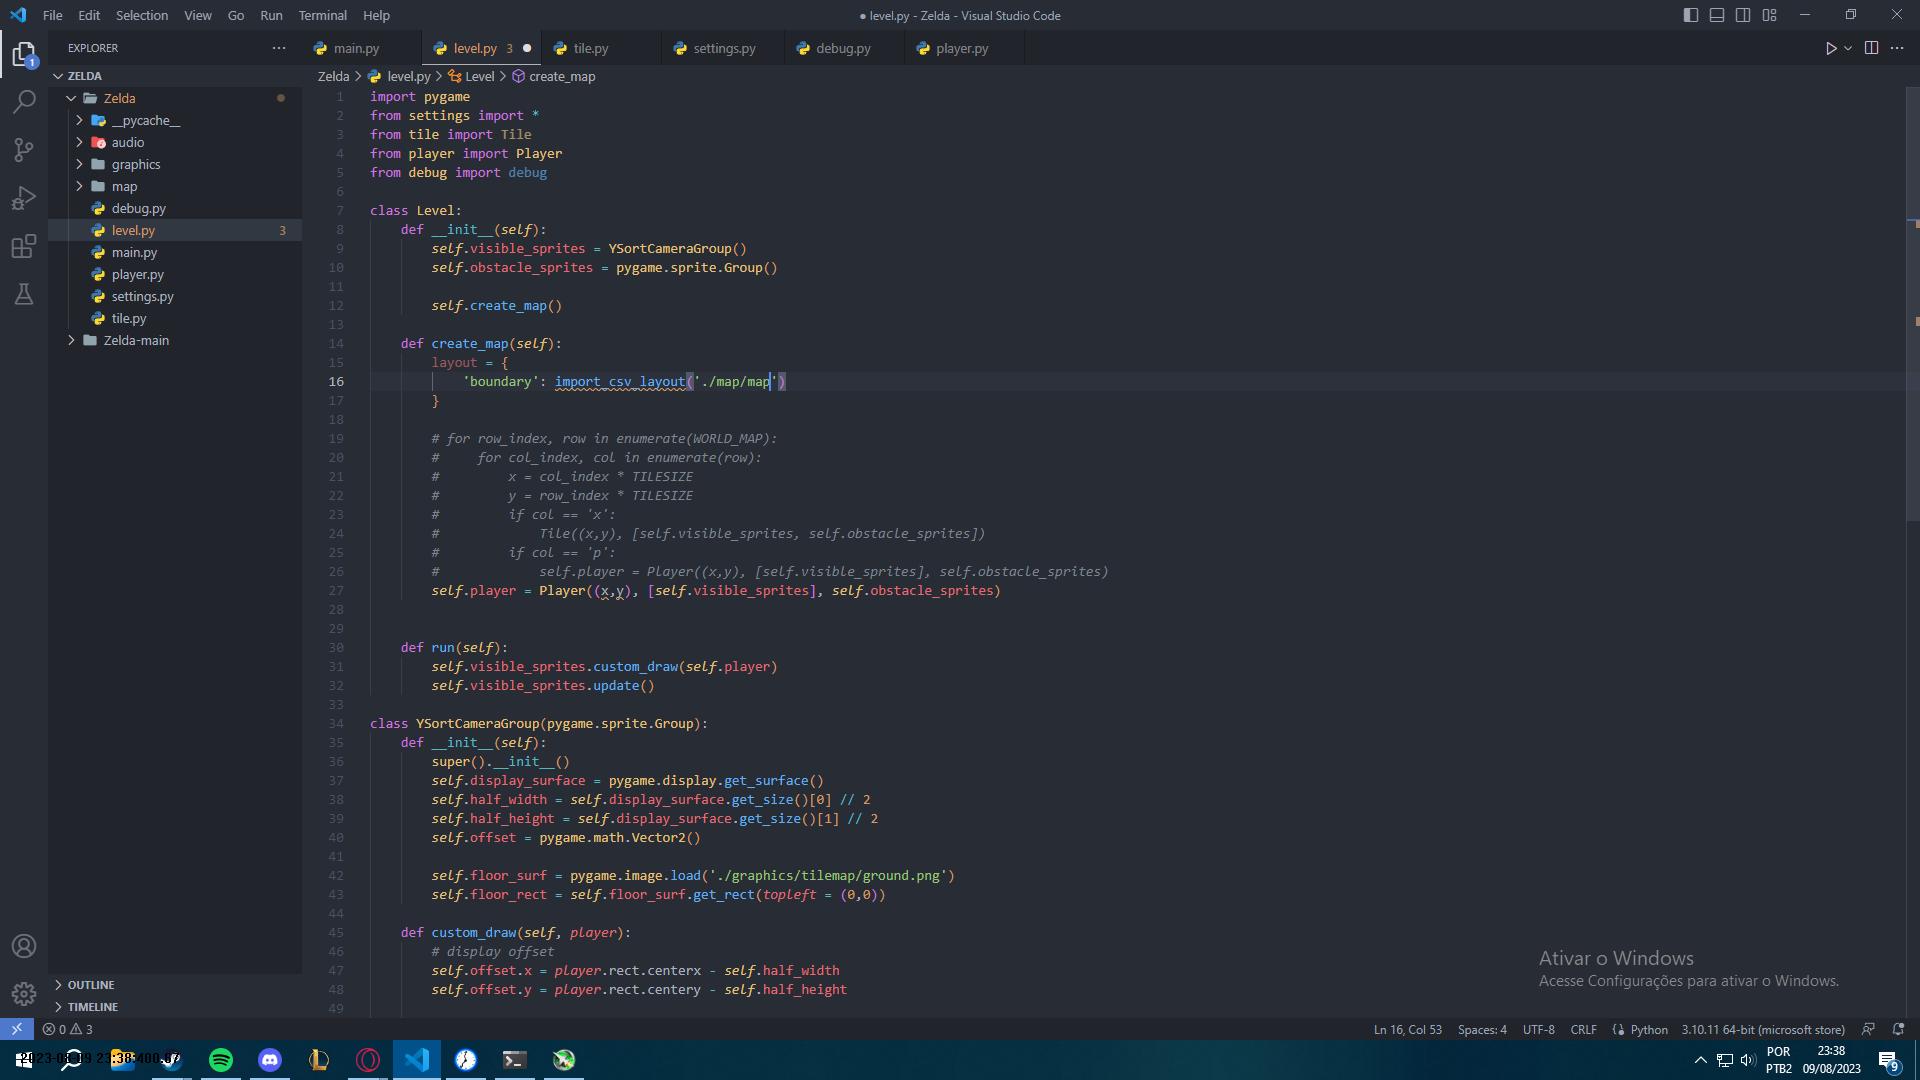 File Edit Selection View Go Run Terminal Help
● level.py - Zelda - Visual Studio Code
EXPLORER
main.py
level.py 3
tile.py
settings.py
debug.py
player.py
ZELDA
Zelda
__pycache__
audio
graphics
map
debug.py
level.py 3
main.py
player.py
settings.py
tile.py
Zelda-main
OUTLINE
TIMELINE
1
Zelda > level.py > Level > create_map
1 import pygame
2 from settings import *
3 from tile import Tile
4 from player import Player
5 from debug import debug
6
7 class Level:
8 def __init__(self):
9 self.visible_sprites = YSortCameraGroup()
10 self.obstacle_sprites = pygame.sprite.Group()
11
12 self.create_map()
13
14 def create_map(self):
15 layout = {
16 'boundary': import_csv_layout('./map/map')
17 }
18
19 # for row_index, row in enumerate(WORLD_MAP):
20 # for col_index, col in enumerate(row):
21 # x = col_index * TILESIZE
22 # y = row_index * TILESIZE
23 # if col == 'x':
24 # Tile((x,y), [self.visible_sprites, self.obstacle_sprites])
25 # if col == 'p':
26 # self.player = Player((x,y), [self.visible_sprites], self.obstacle_sprites)
27 self.player = Player((x,y), [self.visible_sprites], self.obstacle_sprites)
28
29
30 def run(self):
31 self.visible_sprites.custom_draw(self.player)
32 self.visible_sprites.update()
33
34 class YSortCameraGroup(pygame.sprite.Group):
35 def __init__(self):
36 super().__init__()
37 self.display_surface = pygame.display.get_surface()
38 self.half_width = self.display_surface.get_size()[0] // 2
39 self.half_height = self.display_surface.get_size()[1] // 2
40 self.offset = pygame.math.Vector2()
41
42 self.floor_surf = pygame.image.load('./graphics/tilemap/ground.png')
43 self.floor_rect = self.floor_surf.get_rect(topleft = (0,0))
44
45 def custom_draw(self, player):
46 # display offset
47 self.offset.x = player.rect.centerx - self.half_width
48 self.offset.y = player.rect.centery - self.half_height
49
Ativar o Windows
Acesse Configurações para ativar o Windows.
0 3
Ln 16, Col 53 Spaces: 4 UTF-8 CRLF Python 3.10.11 64-bit (microsoft store)
POR
PTB2
23:38
09/08/2023
9